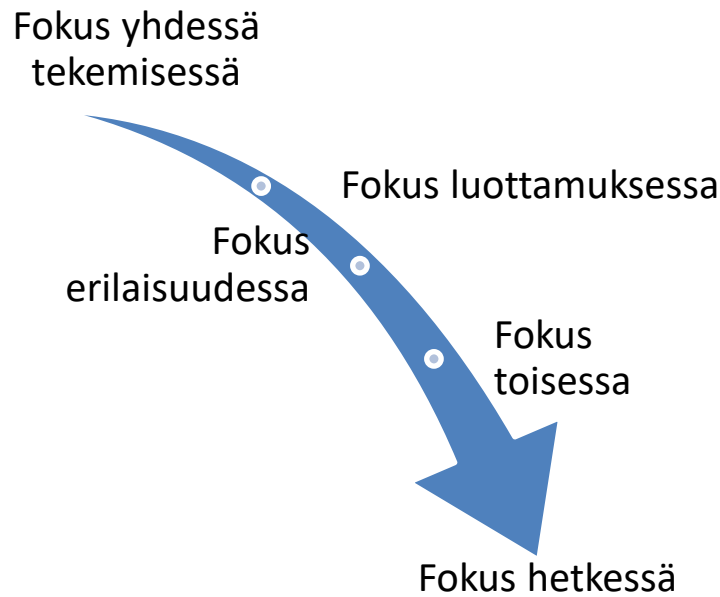 Fokus yhdessä
tekemisessä
Fokus luottamuksessa
Fokus
erilaisuudessa
Fokus
toisessa
Fokus hetkessä